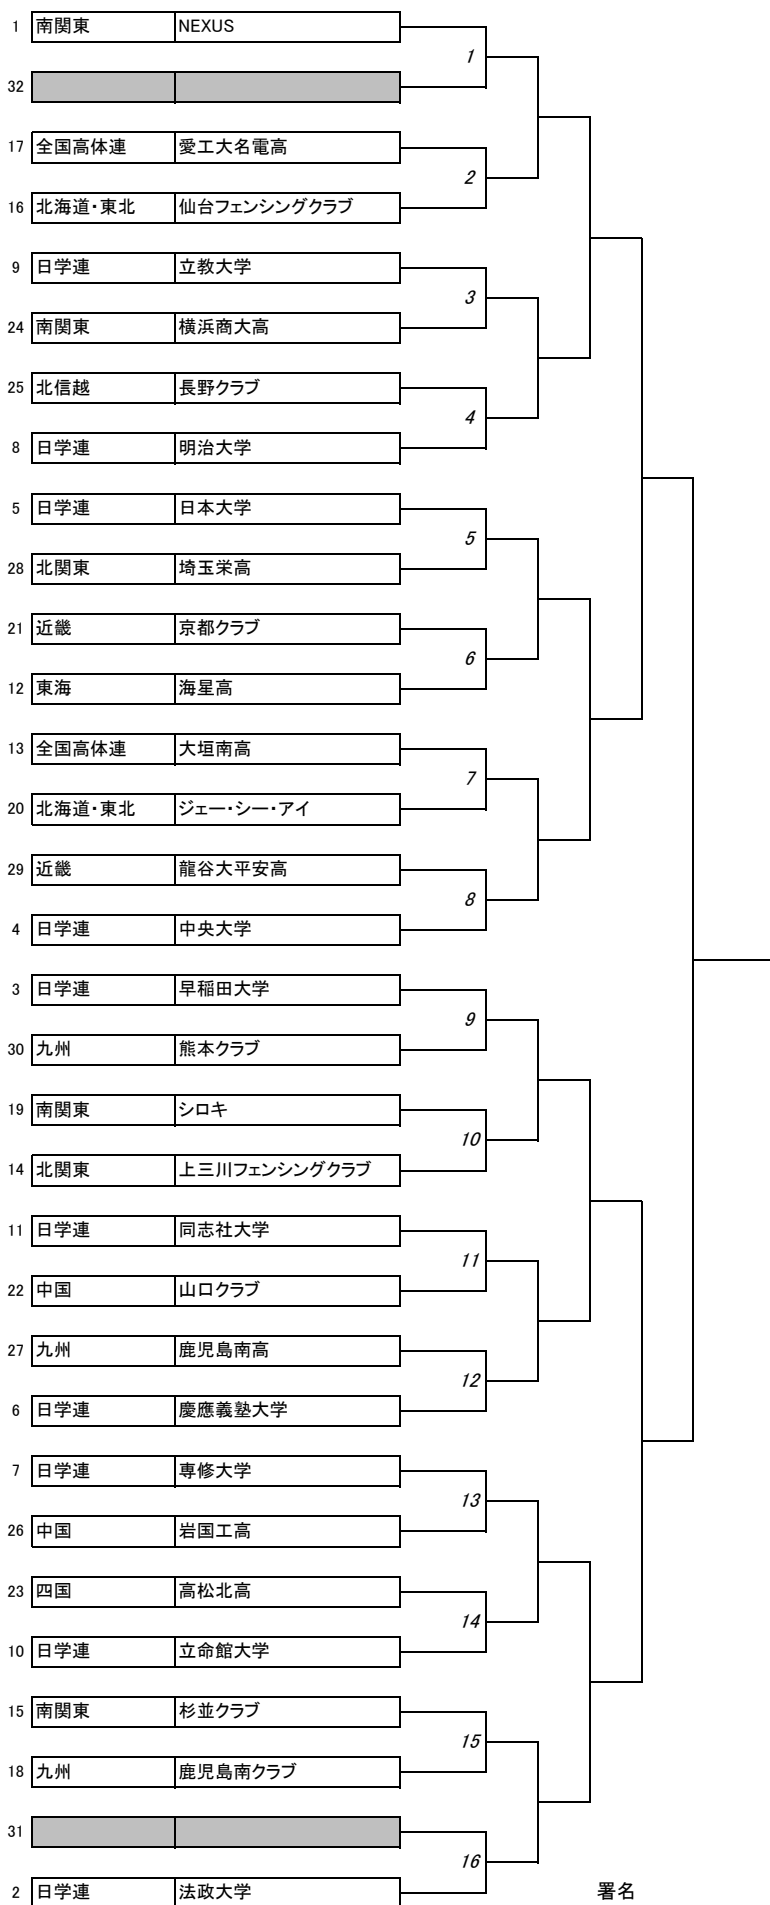 1 南関東 NEXUS
1
32
17 全国高体連 愛工大名電高
2
16 北海道・東北 仙台フェンシングクラブ
9 日学連 立教大学
3
24 南関東 横浜商大高
25 北信越 長野クラブ
4
8 日学連 明治大学
5 日学連 日本大学
5
28 北関東 埼玉栄高
21 近畿 京都クラブ
6
12 東海 海星高
13 全国高体連 大垣南高
7
20 北海道・東北 ジェー・シー・アイ
29 近畿 龍谷大平安高
8
4 日学連 中央大学
3 日学連 早稲田大学
9
30 九州 熊本クラブ
19 南関東 シロキ
10
14 北関東 上三川フェンシングクラブ
11 日学連 同志社大学
11
22 中国 山口クラブ
27 九州 鹿児島南高
12
6 日学連 慶應義塾大学
7 日学連 専修大学
13
26 中国 岩国工高
23 四国 高松北高
14
10 日学連 立命館大学
15 南関東 杉並クラブ
15
18 九州 鹿児島南クラブ
31
16
2 日学連 法政大学
署名